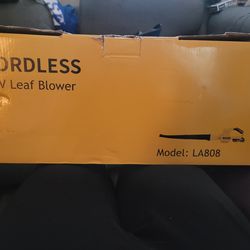 ORDLESS
V Leaf Blower
Model: LA808